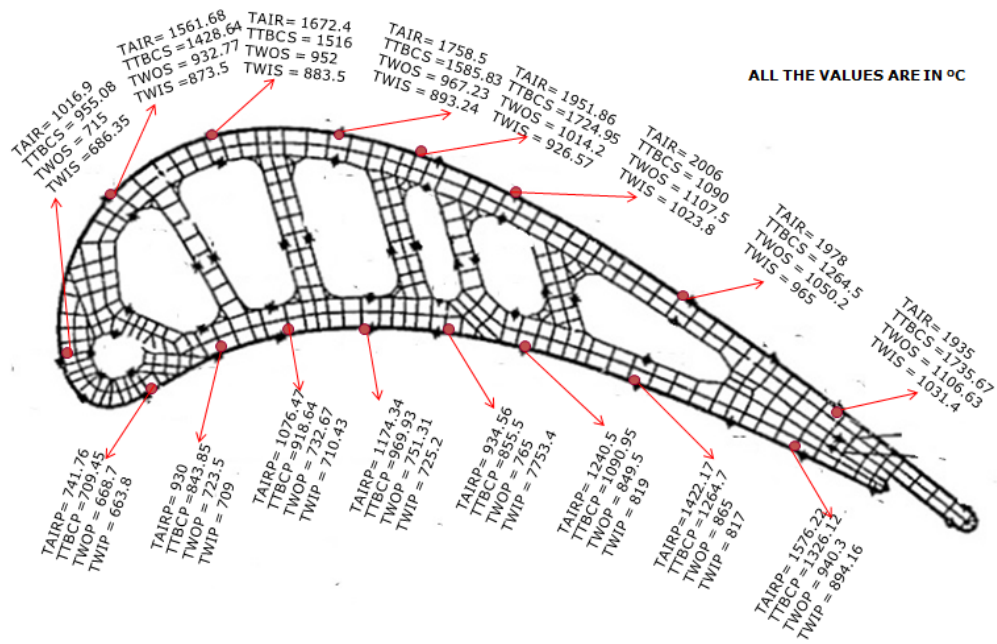 TAIR= 1016.9
TTBCS = 955.08
TWOS = 715
TWIS = 686.35
TAIR= 1561.68
TTBCS =1428.64
TWOS = 932.77
TWIS =873.5
TAIR= 1672.4
TTBCS = 1516
TWOS = 952
TWIS = 883.5
TAIR= 1758.5
TTBCS =1585.83
TWOS = 967.23
TWIS = 893.24
TAIR= 1951.86
TTBCS = 1724.95
TWOS = 1014.2
TWIS = 926.57
ALL THE VALUES ARE IN ºC
TAIR= 2006
TTBCS = 1090
TWOS = 1107.5
TWIS = 1023.8
TAIR= 1978
TTBCS = 1264.5
TWOS = 1050.2
TWIS = 965
TAIR= 1935
TTBCS =1735.67
TWOS = 1106.63
TWIS = 1031.4
TAIRP= 741.76
TTBCP= 709.45
TWOP = 668.7
TWIP = 663.8
TAIRP= 930
TTBCP =843.85
TWOP = 723.5
TWIP = 709
TAIRP= 1076.47
TTBCP= 918.64
TWOP = 732.67
TWIP= 710.43
TAIRP= 1174.34
TTBCP= 969.93
TWOP = 751.31
TWIP = 725.2
TAIRP= 934.56
TTBCP= 855.5
TWOP = 765
TWIP = 7753.4
TAIRP= 1240.5
TTBCP= 1090.95
TWOP = 849.5
TWIP = 819
TAIRP=1422.17
TTBCP= 1264.7
TWOP = 865
TWIP = 817
TAIRP= 1576.22
TTBCP =1326.12
TWOP = 940.3
TWIP = 894.16